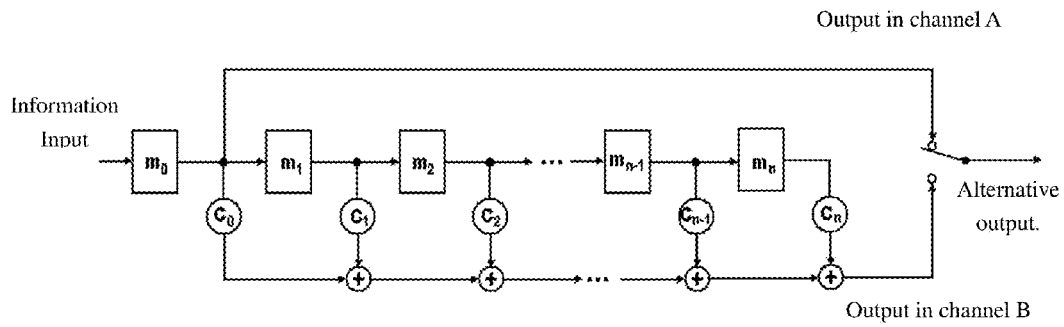 Output in channel A
Information
Input
m₀ m₁ m₂ ... mₙ₋₁ mₙ
C₀ C₁ C₂ Cₙ₋₁ Cₙ
Alternative
output.
+ + ... + +
Output in channel B